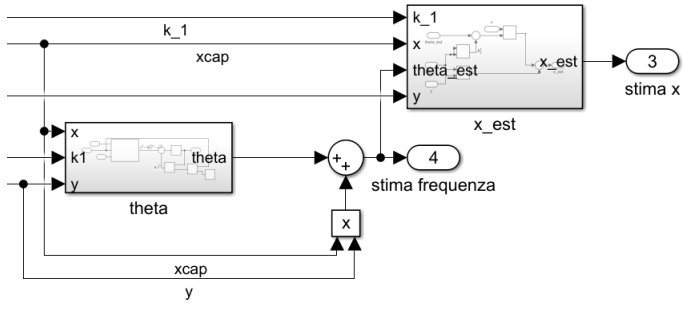 k_1
k_1
x
xcap
theta_est
x_est
3
y
stima x
x_est
x
k1
theta
y
+
+
4
stima frequenza
theta
x
xcap
y